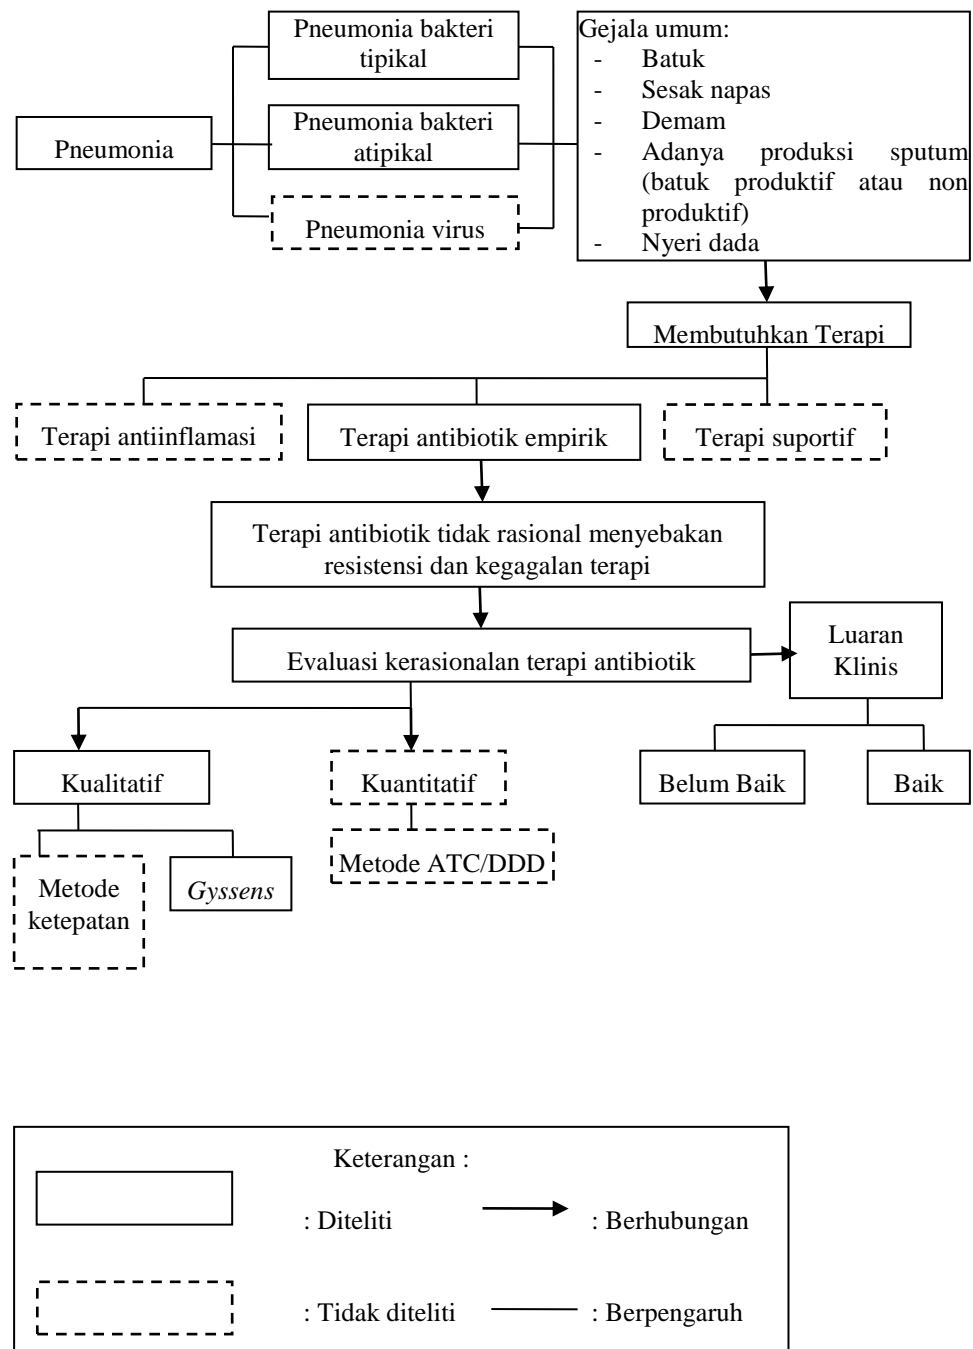 Pneumonia
Pneumonia bakteri
tipikal
Pneumonia bakteri
atipikal
Pneumonia virus
Gejala umum:
- Batuk
- Sesak napas
- Demam
- Adanya produksi sputum
(batuk produktif atau non
produktif)
- Nyeri dada
Membutuhkan Terapi
Terapi antiinflamasi
Terapi antibiotik empirik
Terapi suportif
Terapi antibiotik tidak rasional menyebakan
resistensi dan kegagalan terapi
Evaluasi kerasionalan terapi antibiotik
Luaran
Klinis
Kualitatif
Kuantitatif
Belum Baik
Baik
Metode
ketepatan
Gyssens
Metode ATC/DDD
Keterangan :
: Diteliti
: Berhubungan
: Tidak diteliti
: Berpengaruh